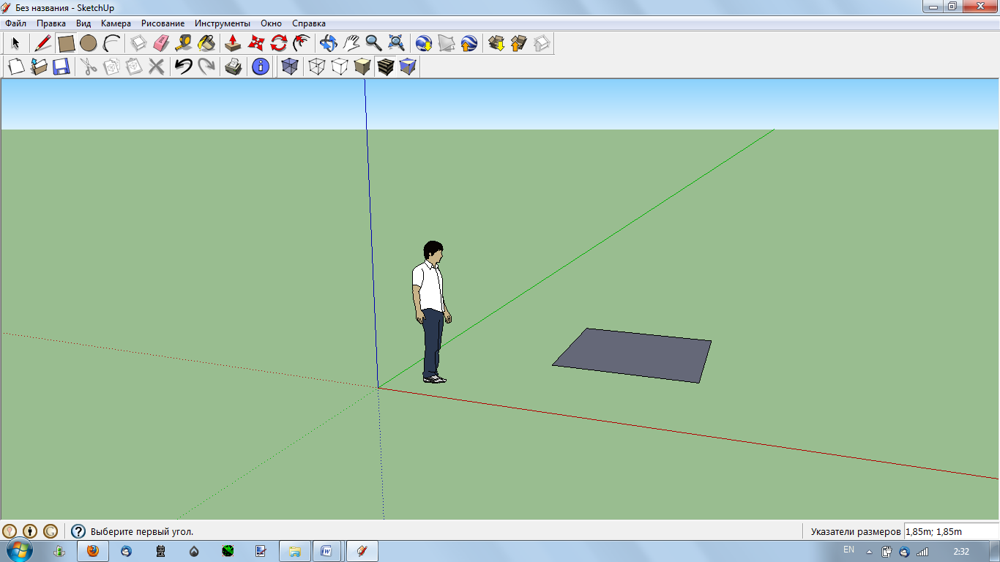 Без названия - SketchUp
Файл Правка Вид Камера Рисование Инструменты Окно Справка
Выберите первый угол.
Указатели размеров 1,85m; 1,85m
EN 2:32